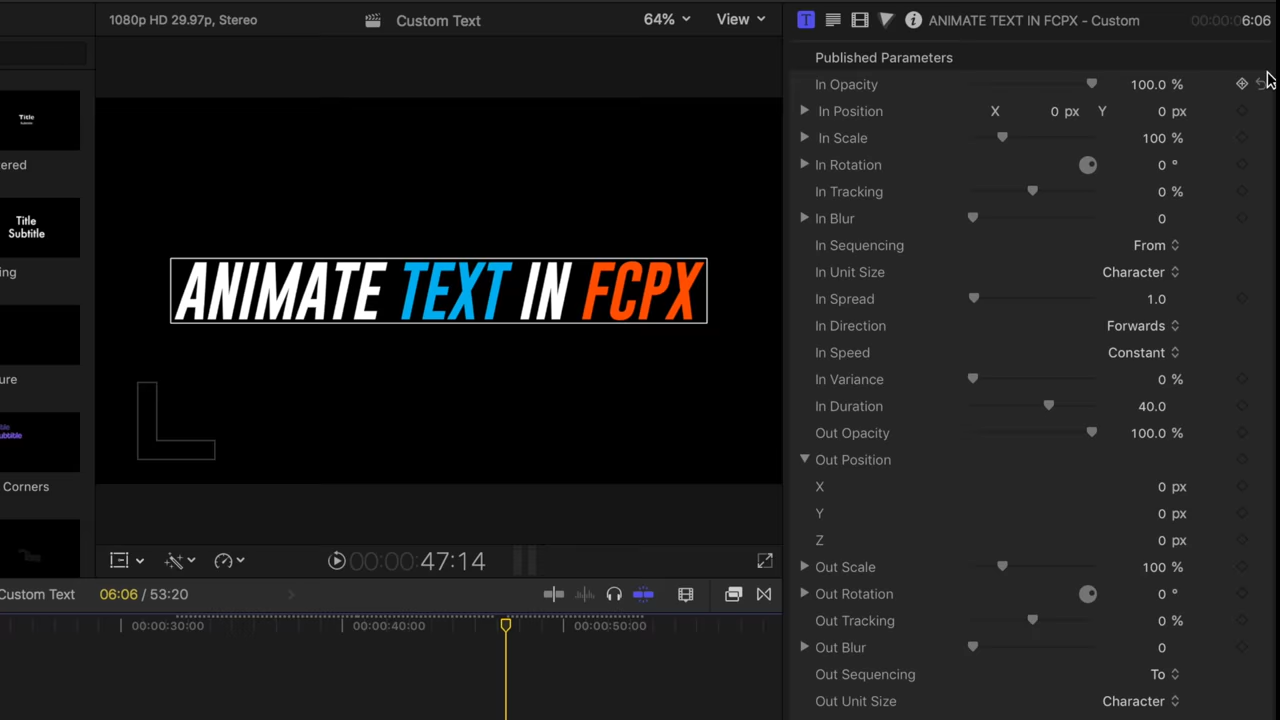 1080p HD 29.97p, Stereo
Custom Text
64%
View
T
ANIMATE TEXT IN FCPX - Custom
00:00:06:06
Title
ered
Title
Subtitle
ing
ure
Subtitle
Corners
ANIMATE TEXT IN FCPX
00:00:47:14
Custom Text
06:06 / 53:20
00:00:30:00
00:00:40:00
00:00:50:00
Published Parameters
In Opacity 100.0 %
In Position X 0 px Y 0 px
In Scale 100 %
In Rotation 0 °
In Tracking 0 %
In Blur 0
In Sequencing From
In Unit Size Character
In Spread 1.0
In Direction Forwards
In Speed Constant
In Variance 0 %
In Duration 40.0
Out Opacity 100.0 %
Out Position
X 0 px
Y 0 px
Z 0 px
Out Scale 100 %
Out Rotation 0 °
Out Tracking 0 %
Out Blur 0
Out Sequencing To
Out Unit Size Character